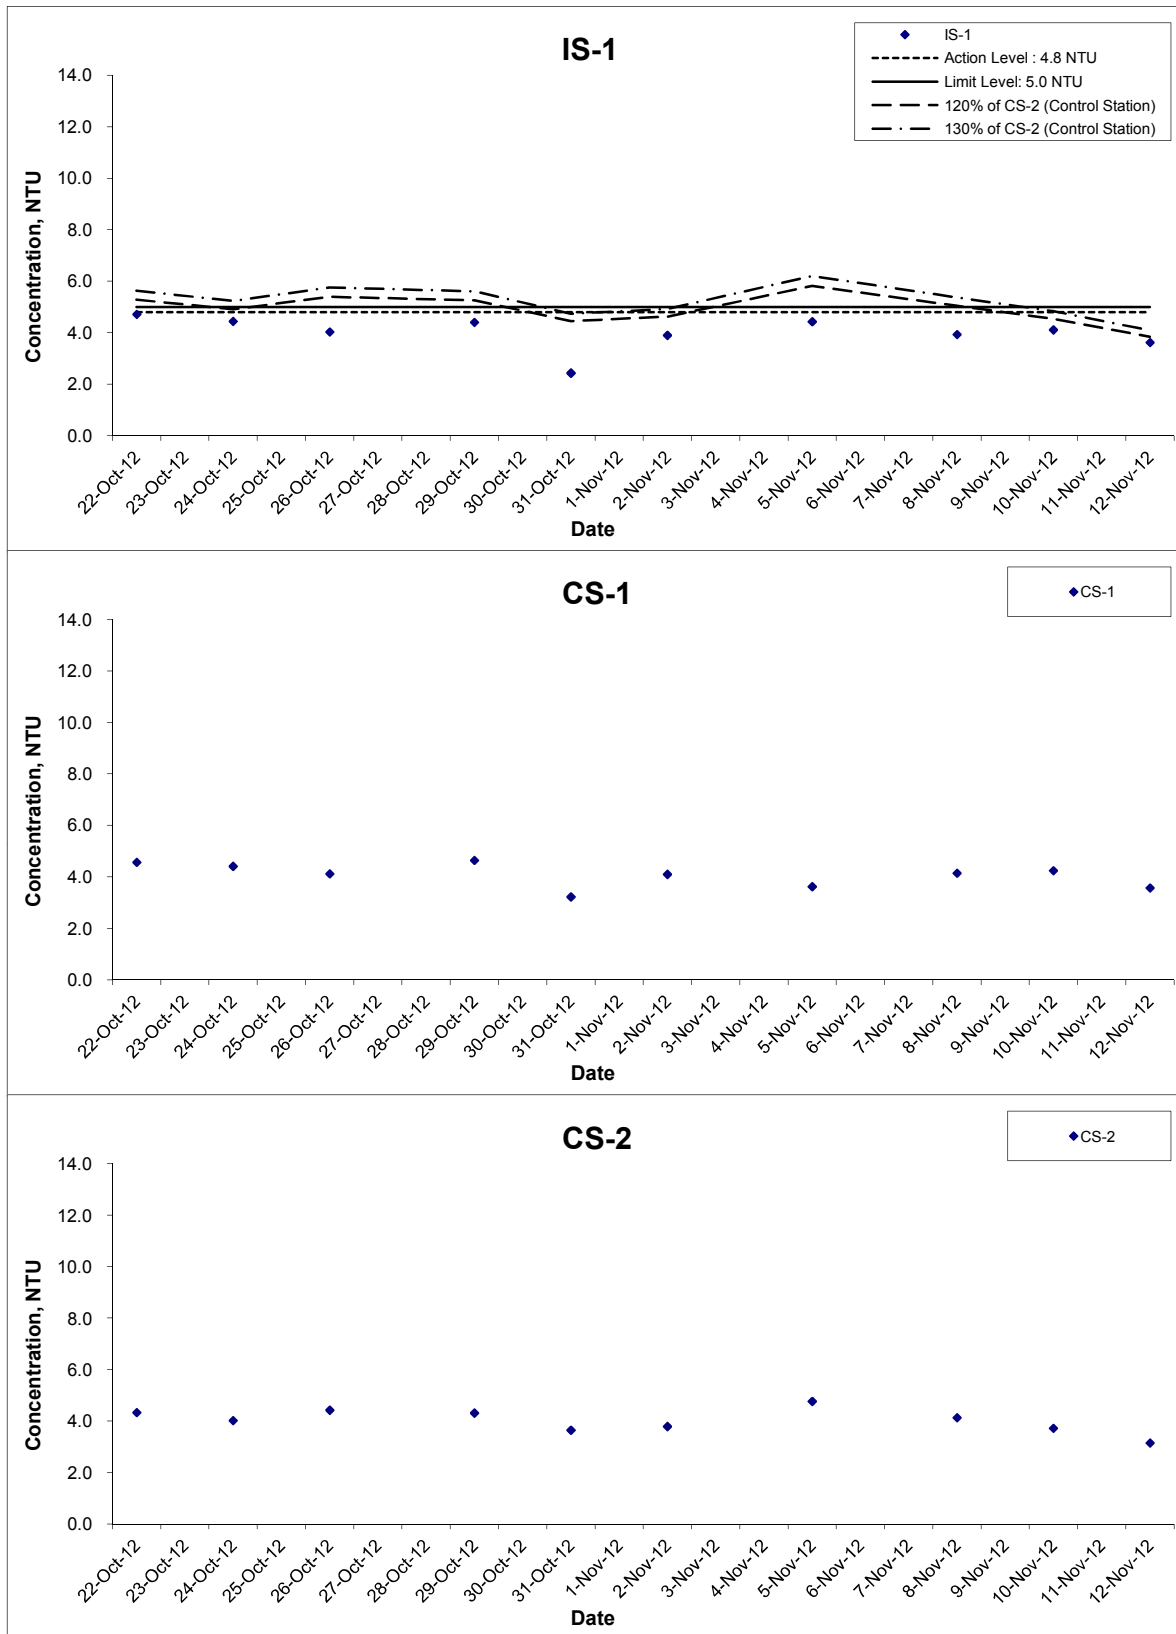 IS-1
IS-1
Action Level : 4.8 NTU
Limit Level: 5.0 NTU
120% of CS-2 (Control Station)
130% of CS-2 (Control Station)
Concentration, NTU
14.0
12.0
10.0
8.0
6.0
4.0
2.0
0.0
22-Oct-12
23-Oct-12
24-Oct-12
25-Oct-12
26-Oct-12
27-Oct-12
28-Oct-12
29-Oct-12
30-Oct-12
31-Oct-12
1-Nov-12
2-Nov-12
3-Nov-12
4-Nov-12
5-Nov-12
6-Nov-12
7-Nov-12
8-Nov-12
9-Nov-12
10-Nov-12
11-Nov-12
12-Nov-12
Date
CS-1
CS-1
Concentration, NTU
14.0
12.0
10.0
8.0
6.0
4.0
2.0
0.0
22-Oct-12
23-Oct-12
24-Oct-12
25-Oct-12
26-Oct-12
27-Oct-12
28-Oct-12
29-Oct-12
30-Oct-12
31-Oct-12
1-Nov-12
2-Nov-12
3-Nov-12
4-Nov-12
5-Nov-12
6-Nov-12
7-Nov-12
8-Nov-12
9-Nov-12
10-Nov-12
11-Nov-12
12-Nov-12
Date
CS-2
CS-2
Concentration, NTU
14.0
12.0
10.0
8.0
6.0
4.0
2.0
0.0
22-Oct-12
23-Oct-12
24-Oct-12
25-Oct-12
26-Oct-12
27-Oct-12
28-Oct-12
29-Oct-12
30-Oct-12
31-Oct-12
1-Nov-12
2-Nov-12
3-Nov-12
4-Nov-12
5-Nov-12
6-Nov-12
7-Nov-12
8-Nov-12
9-Nov-12
10-Nov-12
11-Nov-12
12-Nov-12
Date